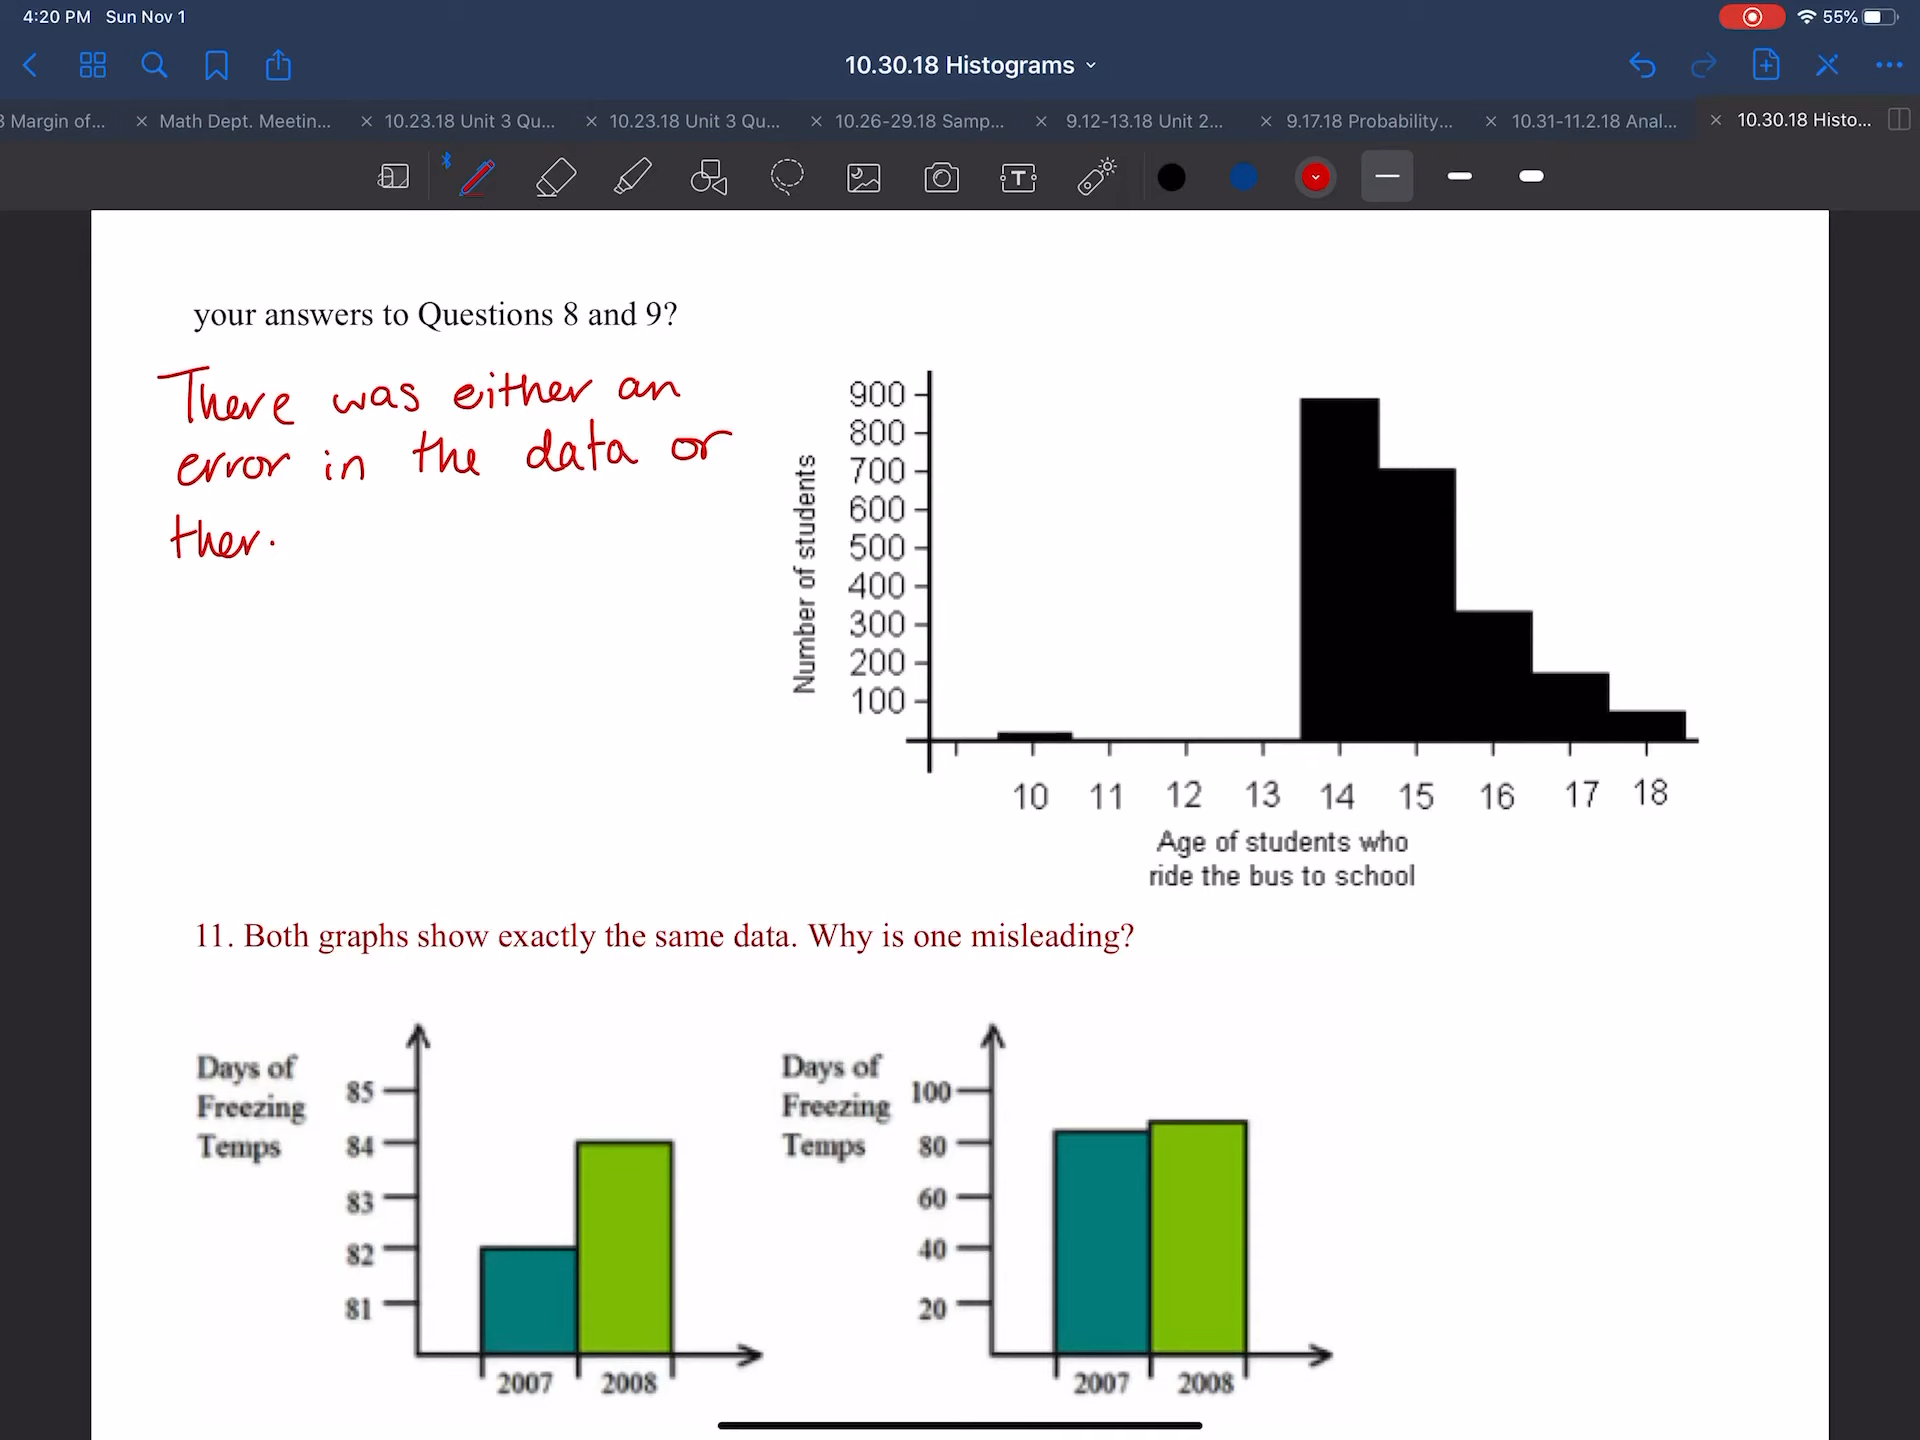 4:20 PM Sun Nov 1
55%
10.30.18 Histograms
3 Margin of...
Math Dept. Meetin...
10.23.18 Unit 3 Qu...
10.23.18 Unit 3 Qu...
10.26-29.18 Samp...
9.12-13.18 Unit 2...
9.17.18 Probability...
10.31-11.2.18 Anal...
10.30.18 Histo...
T
your answers to Questions 8 and 9?
There was either an
error in the data or
ther.
Number of students
900
800
700
600
500
400
300
200
100
10 11 12 13 14 15 16 17 18
Age of students who
ride the bus to school
11. Both graphs show exactly the same data. Why is one misleading?
Days of
Freezing
Temps
85
84
83
82
81
2007 2008
Days of
Freezing
Temps
100
80
60
40
20
2007 2008